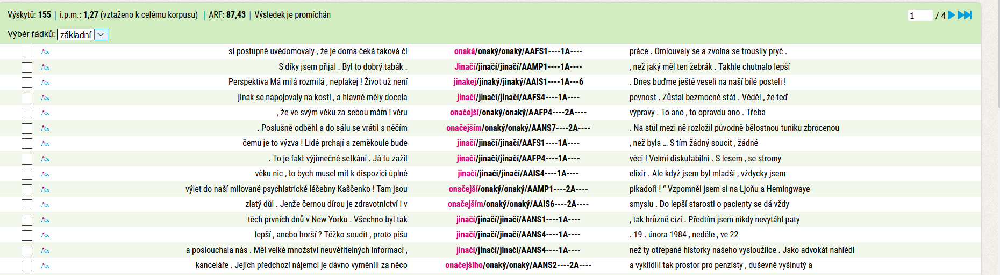 Výskytů: 155 | i.p.m.: 1,27 (vztaženo k celému korpusu) | ARF: 87,43 | Výsledek je promíchán 1 / 4
Výběr řádků: základní
si postupně uvědomovaly , že je doma čeká taková či onaká/onaký/onaký/AAFS1----1A---- práce . Omlouvaly se a zvolna se trousily pryč .
S díky jsem přijal . Byl to dobrý tabák . Jinačí/jinačí/jinačí/AAMP1----1A---- , než jaký měl ten žebrák . Takhle chutnalo lepší
Perspektiva Má milá rozmilá , neplakej ! Život už není jinakej/jinaký/jinaký/AAIS1----1A---6 . Dnes buďme ještě veseli na naší bílé posteli !
jinak se napojovaly na kosti , a hlavně měly docela jinačí/jinačí/jinačí/AAFS4----1A---- pevnost . Zůstal bezmocně stát . Věděl , že teď
, že ve svým věku za sebou mám i věru onačejší/onaký/onaký/AAFP4----2A---- výpravy . To ano , to opravdu ano . Třeba
. Poslušně odběhl a do sálu se vrátil s něčím onačejším/onaký/onaký/AANS7----2A---- . Na stůl mezi ně rozložil původně bělostnou tuniku zbrocenou
čemu je to výzva ! Lidé prchají a zeměkoule bude jinačí/jinačí/jinačí/AAFS1----1A---- , než byla … S tím žádný soucit , žádné
. To je fakt výjimečné setkání . Já tu zažil jinačí/jinačí/jinačí/AAFP4----1A---- věci ! Velmi diskutabilní . S lesem , se stromy
věku nic , to bych musel mít k dispozici úplně jinačí/jinačí/jinačí/AAIS4----1A---- elixír . Ale když jsem byl mladší , vždycky jsem
výlet do naší milované psychiatrické léčebny Kaščenko ! Tam jsou onačejší/onaký/onaký/AAMP1----2A---- pikadoři ! “ Vzpomněl jsem si na Ljoňu a Hemingwaye
zlatý důl . Jenže černou dírou je zdravotnictví i v onačejším/onaký/onaký/AAIS6----2A---- smyslu . Do lepší starosti o pacienty se dá vždy
těch prvních dnů v New Yorku . Všechno byl tak jinačí/jinačí/jinačí/AANS1----1A---- , tak hrůzně cizí . Předtím jsem nikdy nevytáhl paty
lepší , anebo horší ? Těžko soudit , proto píšu jinačí/jinačí/jinačí/AANS4----1A---- . 19 . února 1984 , neděle , ve 22
a poslouchala nás . Měl velké množství neuvěřitelných informací , jinačí/jinačí/jinačí/AANS4----1A---- než ty otřepané historky našeho vysloužilce . Jako advokát nahlédl
kanceláře . Jejich předchozí nájemci je dávno vyměnili za něco onačejšího/onaký/onaký/AANS2----2A---- a vyklidili tak prostor pro penzisty , duševně vyšinutý a